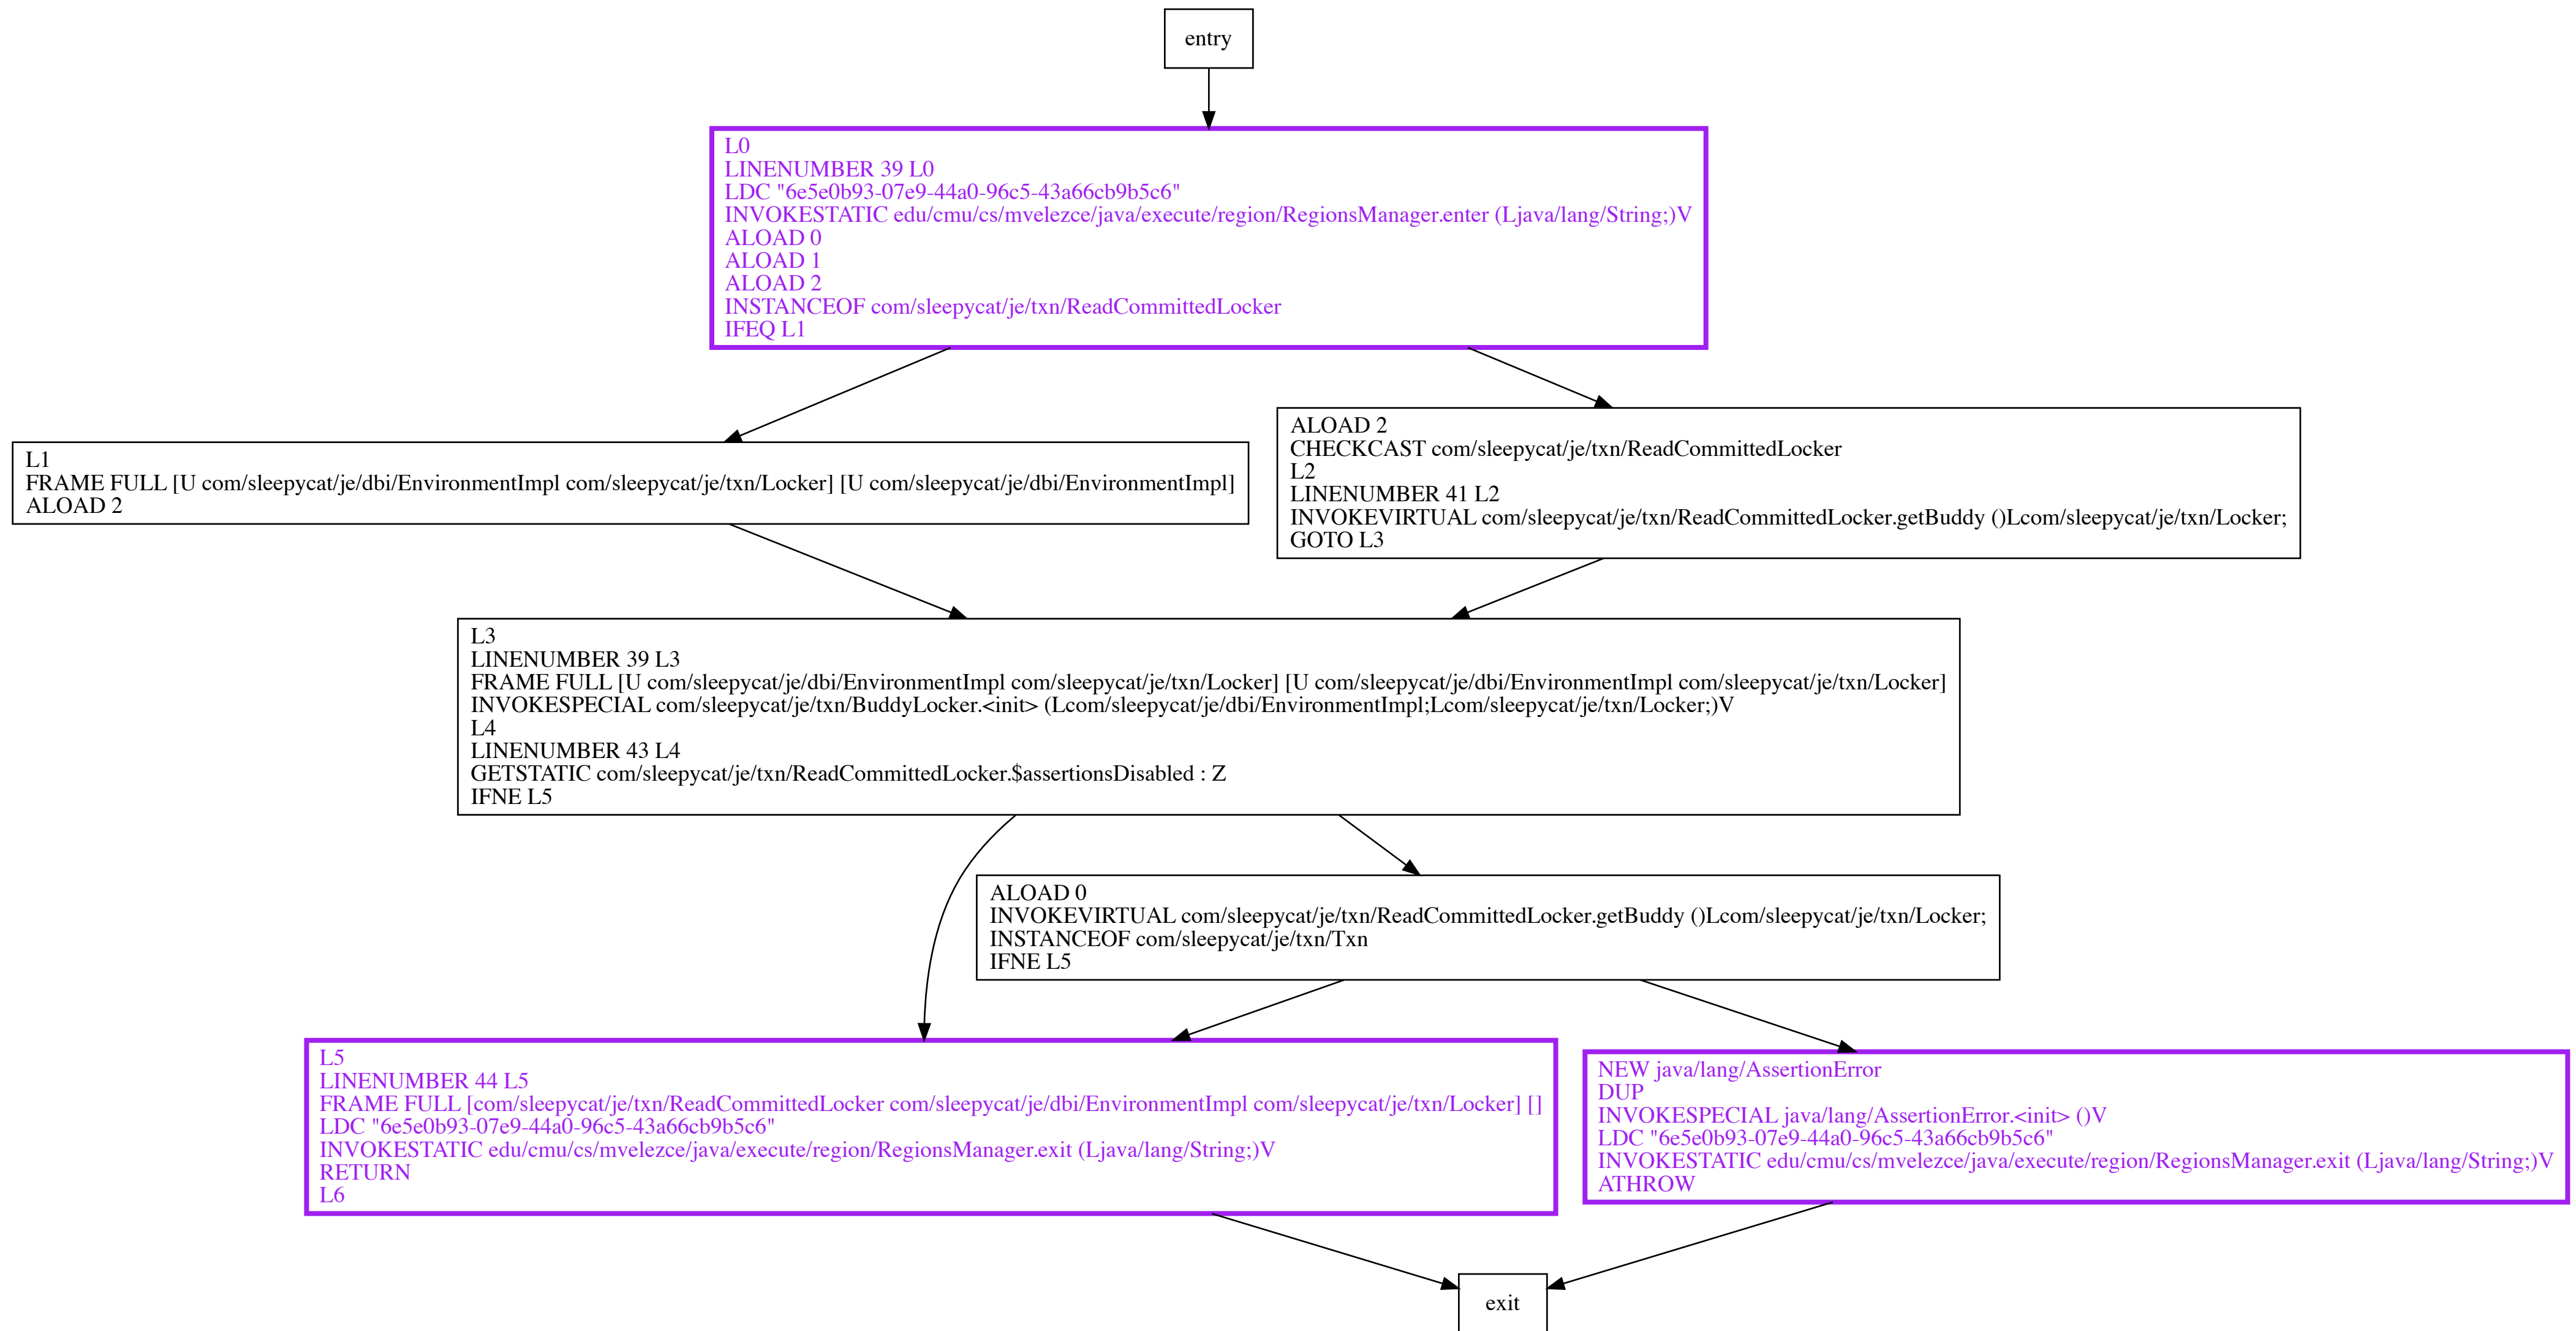 entry
L0
LINENUMBER 39 L0
LDC "6e5e0b93-07e9-44a0-96c5-43a66cb9b5c6"
INVOKESTATIC edu/cmu/cs/mvelezce/java/execute/region/RegionsManager.enter (Ljava/lang/String;)V
ALOAD 0
ALOAD 1
ALOAD 2
INSTANCEOF com/sleepycat/je/txn/ReadCommittedLocker
IFEQ L1
L1
FRAME FULL [U com/sleepycat/je/dbi/EnvironmentImpl com/sleepycat/je/txn/Locker] [U com/sleepycat/je/dbi/EnvironmentImpl]
ALOAD 2
ALOAD 2
CHECKCAST com/sleepycat/je/txn/ReadCommittedLocker
L2
LINENUMBER 41 L2
INVOKEVIRTUAL com/sleepycat/je/txn/ReadCommittedLocker.getBuddy ()Lcom/sleepycat/je/txn/Locker;
GOTO L3
L3
LINENUMBER 39 L3
FRAME FULL [U com/sleepycat/je/dbi/EnvironmentImpl com/sleepycat/je/txn/Locker] [U com/sleepycat/je/dbi/EnvironmentImpl com/sleepycat/je/txn/Locker]
INVOKESPECIAL com/sleepycat/je/txn/BuddyLocker.<init> (Lcom/sleepycat/je/dbi/EnvironmentImpl;Lcom/sleepycat/je/txn/Locker;)V
L4
LINENUMBER 43 L4
GETSTATIC com/sleepycat/je/txn/ReadCommittedLocker.$assertionsDisabled : Z
IFNE L5
ALOAD 0
INVOKEVIRTUAL com/sleepycat/je/txn/ReadCommittedLocker.getBuddy ()Lcom/sleepycat/je/txn/Locker;
INSTANCEOF com/sleepycat/je/txn/Txn
IFNE L5
L5
LINENUMBER 44 L5
FRAME FULL [com/sleepycat/je/txn/ReadCommittedLocker com/sleepycat/je/dbi/EnvironmentImpl com/sleepycat/je/txn/Locker] []
LDC "6e5e0b93-07e9-44a0-96c5-43a66cb9b5c6"
INVOKESTATIC edu/cmu/cs/mvelezce/java/execute/region/RegionsManager.exit (Ljava/lang/String;)V
RETURN
L6
NEW java/lang/AssertionError
DUP
INVOKESPECIAL java/lang/AssertionError.<init> ()V
LDC "6e5e0b93-07e9-44a0-96c5-43a66cb9b5c6"
INVOKESTATIC edu/cmu/cs/mvelezce/java/execute/region/RegionsManager.exit (Ljava/lang/String;)V
ATHROW
exit